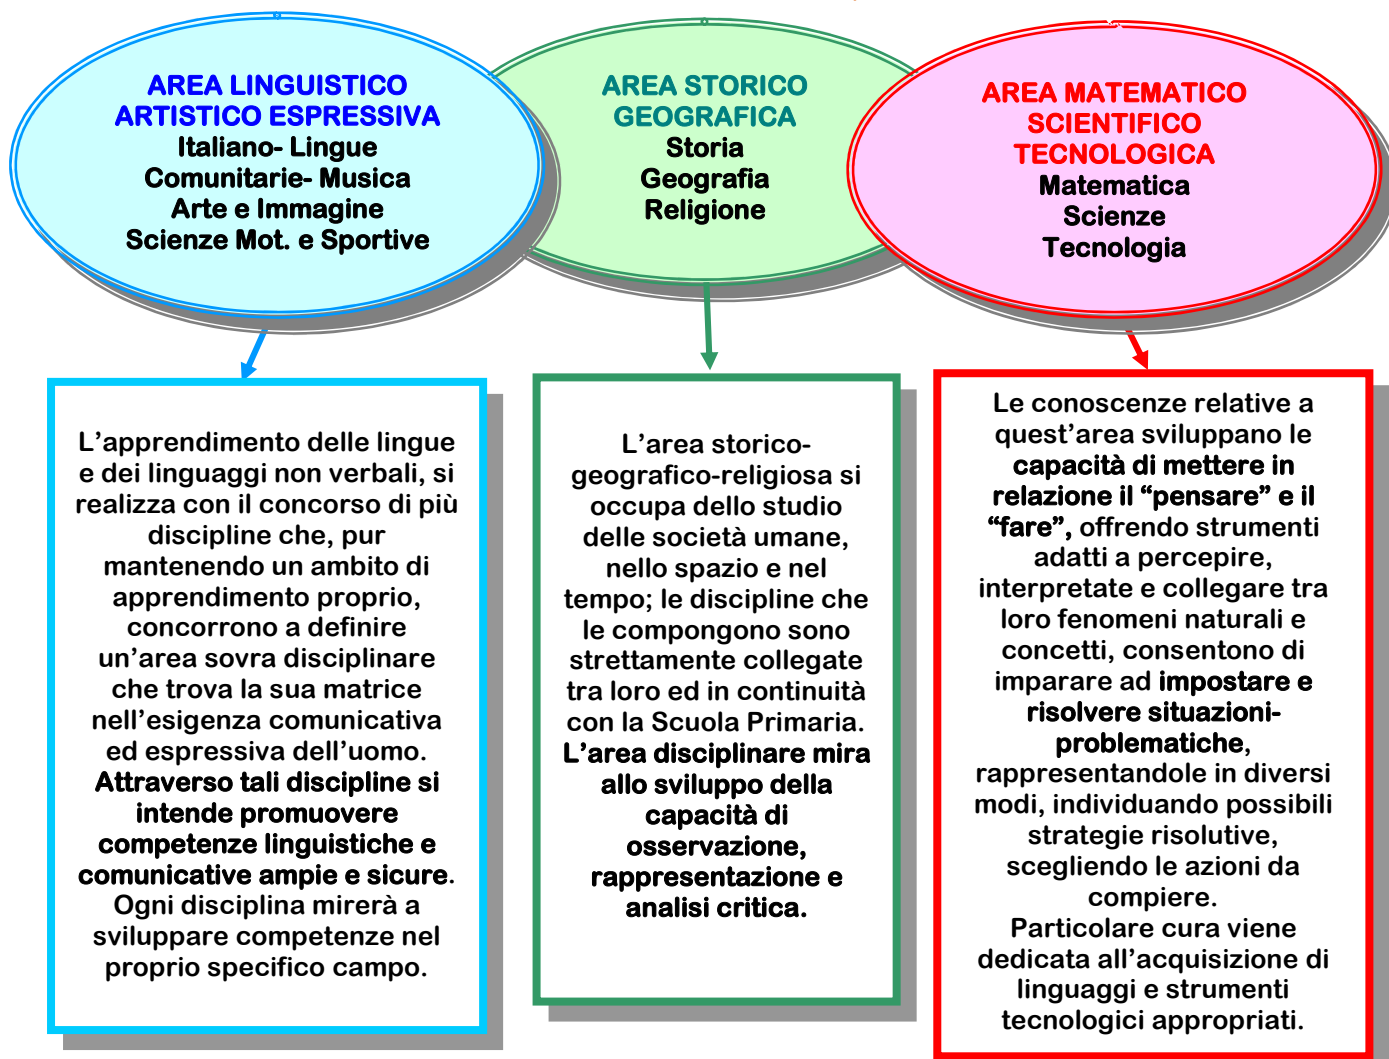 AREA LINGUISTICO
ARTISTICO ESPRESSIVA
Italiano- Lingue
Comunitarie- Musica
Arte e Immagine
Scienze Mot. e Sportive
AREA STORICO
GEOGRAFICA
Storia
Geografia
Religione
AREA MATEMATICO
SCIENTIFICO
TECNOLOGICA
Matematica
Scienze
Tecnologia
L’apprendimento delle lingue
e dei linguaggi non verbali, si
realizza con il concorso di più
discipline che, pur
mantenendo un ambito di
apprendimento proprio,
concorrono a definire
un’area sovra disciplinare
che trova la sua matrice
nell’esigenza comunicativa
ed espressiva dell’uomo.
Attraverso tali discipline si
intende promuovere
competenze linguistiche e
comunicative ampie e sicure.
Ogni disciplina mirerà a
sviluppare competenze nel
proprio specifico campo.
L’area storico-
geografico-religiosa si
occupa dello studio
delle società umane,
nello spazio e nel
tempo; le discipline che
le compongono sono
strettamente collegate
tra loro ed in continuità
con la Scuola Primaria.
L’area disciplinare mira
allo sviluppo della
capacità di
osservazione,
rappresentazione e
analisi critica.
Le conoscenze relative a
quest’area sviluppano le
capacità di mettere in
relazione il “pensare” e il
“fare”, offrendo strumenti
adatti a percepire,
interpretate e collegare tra
loro fenomeni naturali e
concetti, consentono di
imparare ad impostare e
risolvere situazioni-
problematiche,
rappresentandole in diversi
modi, individuando possibili
strategie risolutive,
scegliendo le azioni da
compiere.
Particolare cura viene
dedicata all’acquisizione di
linguaggi e strumenti
tecnologici appropriati.